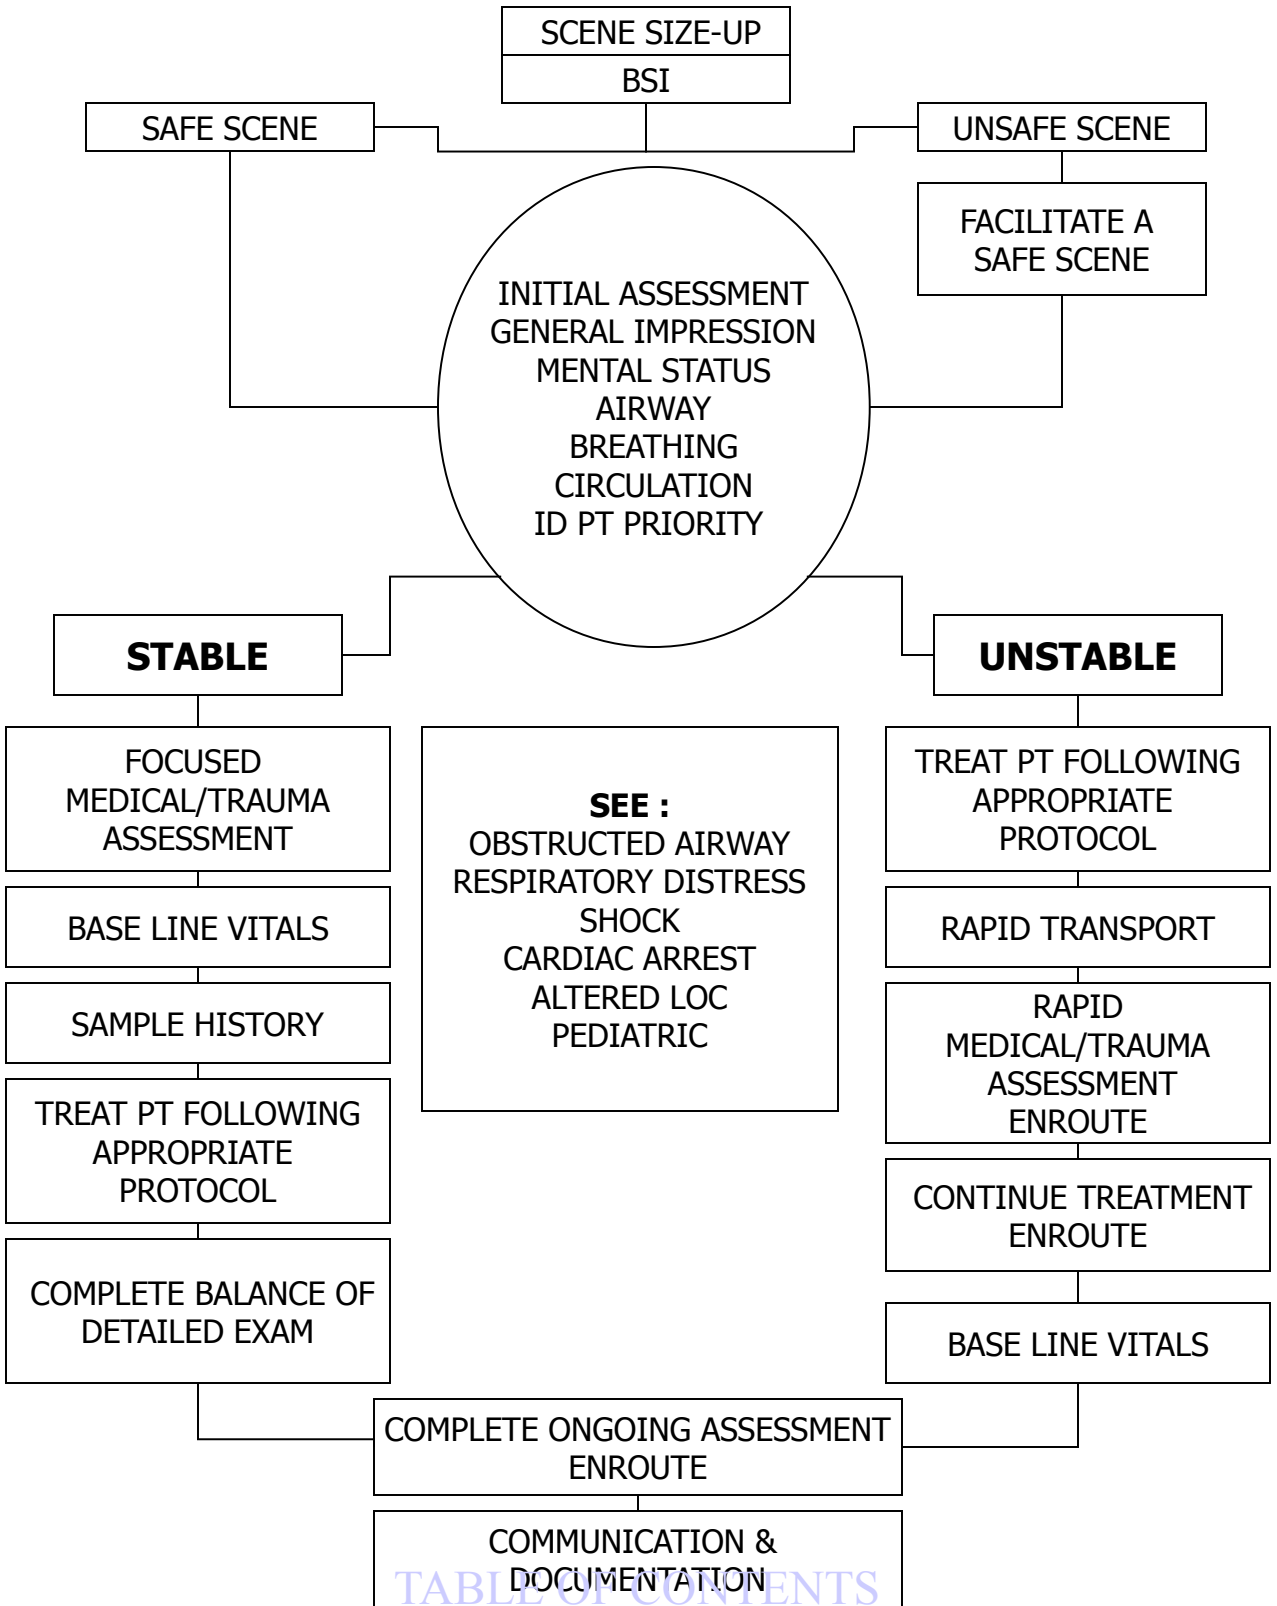 SCENE SIZE-UP
BSI
SAFE SCENE
UNSAFE SCENE
FACILITATE A
SAFE SCENE
INITIAL ASSESSMENT
GENERAL IMPRESSION
MENTAL STATUS
AIRWAY
BREATHING
CIRCULATION
ID PT PRIORITY
STABLE
UNSTABLE
FOCUSED
MEDICAL/TRAUMA
ASSESSMENT
BASE LINE VITALS
SAMPLE HISTORY
TREAT PT FOLLOWING
APPROPRIATE
PROTOCOL
COMPLETE BALANCE OF
DETAILED EXAM
SEE :
OBSTRUCTED AIRWAY
RESPIRATORY DISTRESS
SHOCK
CARDIAC ARREST
ALTERED LOC
PEDIATRIC
TREAT PT FOLLOWING
APPROPRIATE
PROTOCOL
RAPID TRANSPORT
RAPID
MEDICAL/TRAUMA
ASSESSMENT
ENROUTE
CONTINUE TREATMENT
ENROUTE
BASE LINE VITALS
COMPLETE ONGOING ASSESSMENT
ENROUTE
COMMUNICATION &
DOCUMENTATION
TABLE OF CONTENTS